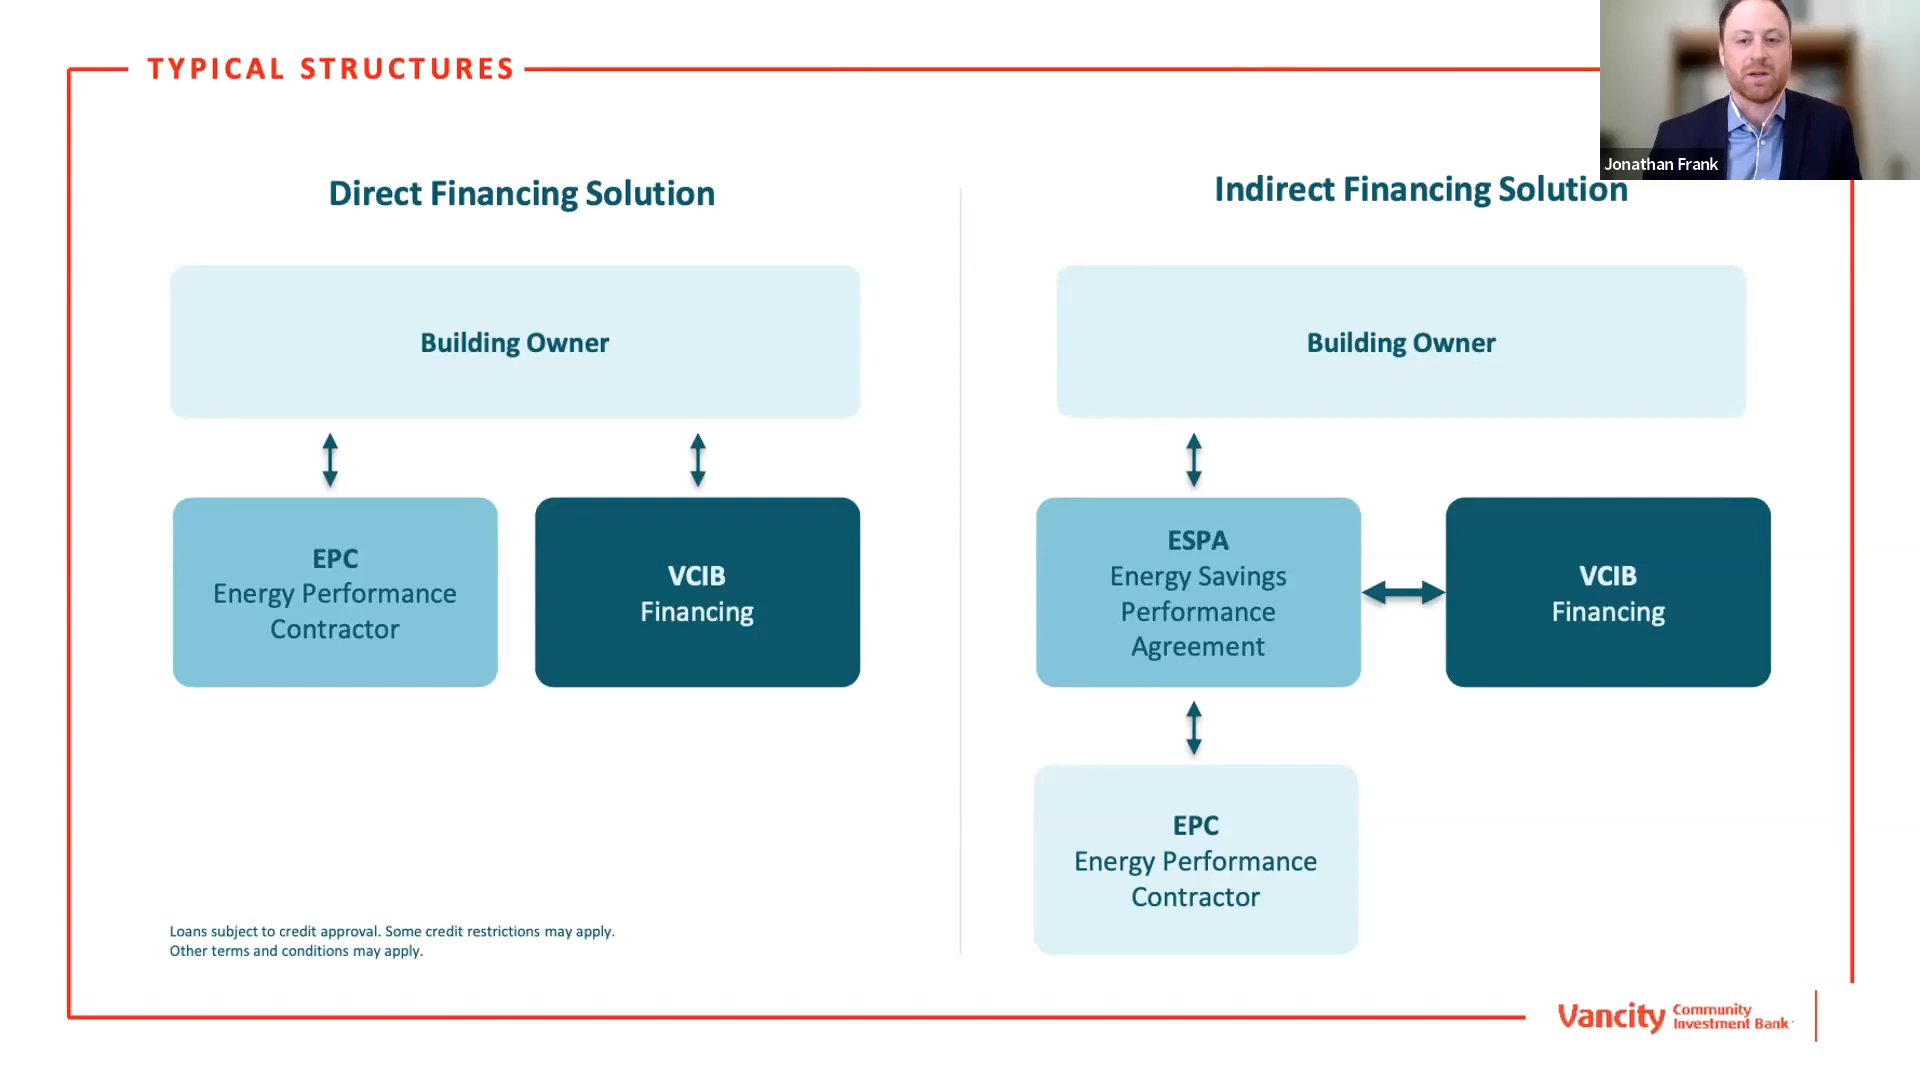 TYPICAL STRUCTURES
Jonathan Frank
Direct Financing Solution
Building Owner
EPC
Energy Performance
Contractor
VCIB
Financing
Loans subject to credit approval. Some credit restrictions may apply.
Other terms and conditions may apply.
Indirect Financing Solution
Building Owner
ESPA
Energy Savings
Performance
Agreement
VCIB
Financing
EPC
Energy Performance
Contractor
Vancity Community
Investment Bank